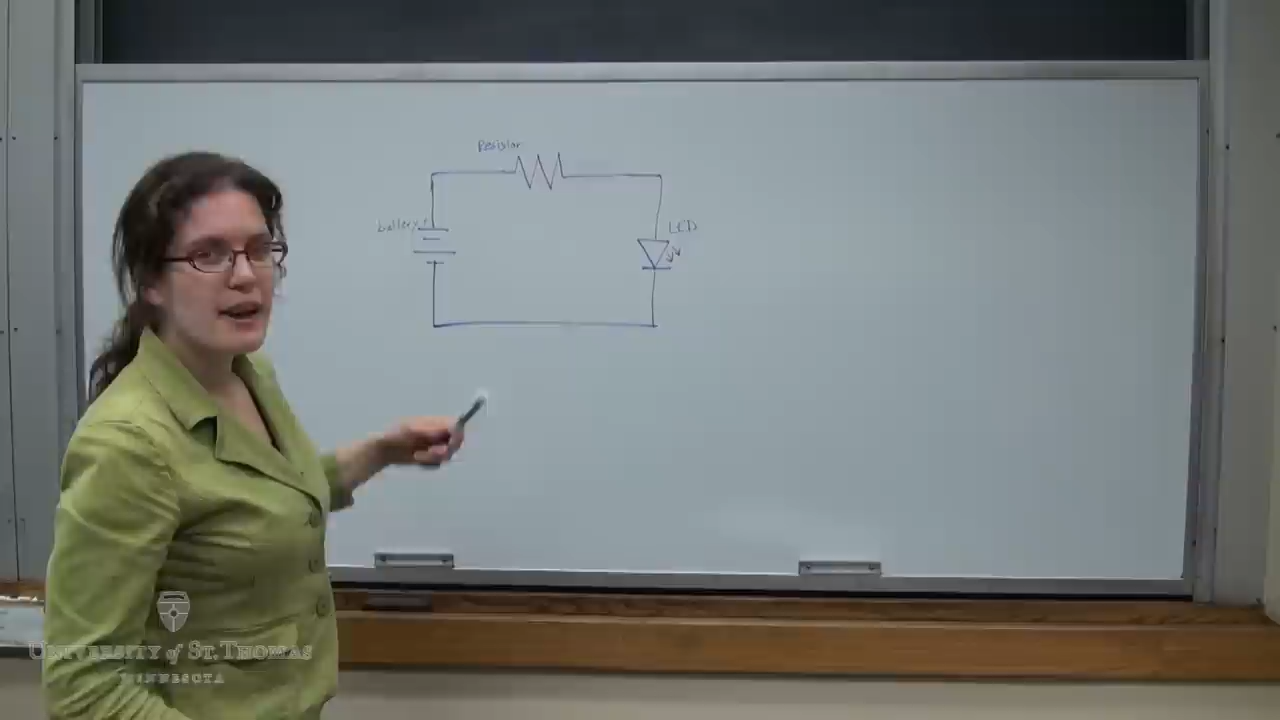 Resistor
battery +
LED
UNIVERSITY of ST. THOMAS
MINNESOTA